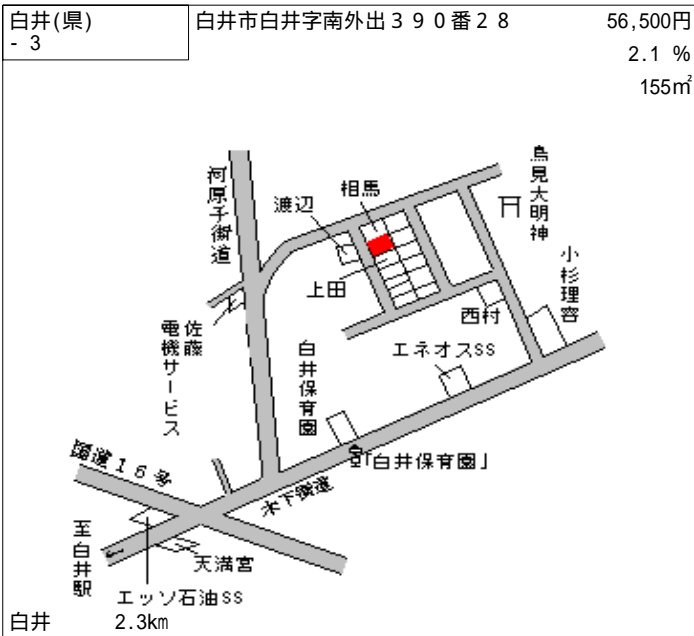 白井(県)
- 3
白井市白井字南外出３９０番２８
56,500円
2.1 %
155㎡
河原子街道
渡辺
相馬
鳥見大明神
小杉理容
上田
西村
佐藤電機サービス
白井保育園
エネオスSS
「白井保育園」
国道１６号
木下街道
至白井駅
天満宮
エッソ石油SS
白井 2.3km